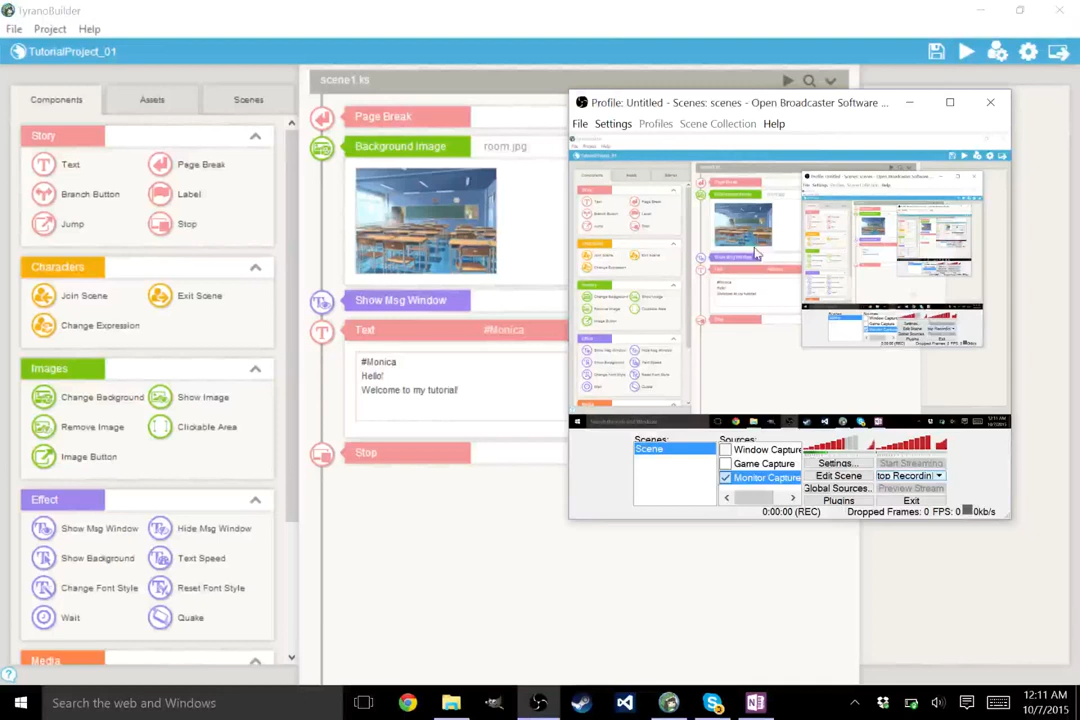 TyranoBuilder
File Project Help
TutorialProject_01
Components Assets Scenes
Story
Text Page Break
Branch Button Label
Jump Stop
Characters
Join Scene Exit Scene
Change Expression
Images
Change Background Show Image
Remove Image Clickable Area
Image Button
Effect
Show Msg Window Hide Msg Window
Show Background Text Speed
Change Font Style Reset Font Style
Wait Quake
Media
scene1.ks
Page Break
Background Image room.jpg
Show Msg Window
Text #Monica
#Monica
Hello!
Welcome to my tutorial!
Stop
Profile: Untitled - Scenes: scenes - Open Broadcaster Software ...
File Settings Profiles Scene Collection Help
Scenes: Sources:
Scene
Window Capture
Game Capture
Monitor Capture
Settings... Start Streaming
Edit Scene top Recordin
Global Sources.. Preview Stream
Plugins Exit
0:00:00 (REC) Dropped Frames: 0 FPS: 0 0kb/s
Search the web and Windows
12:11 AM
10/7/2015